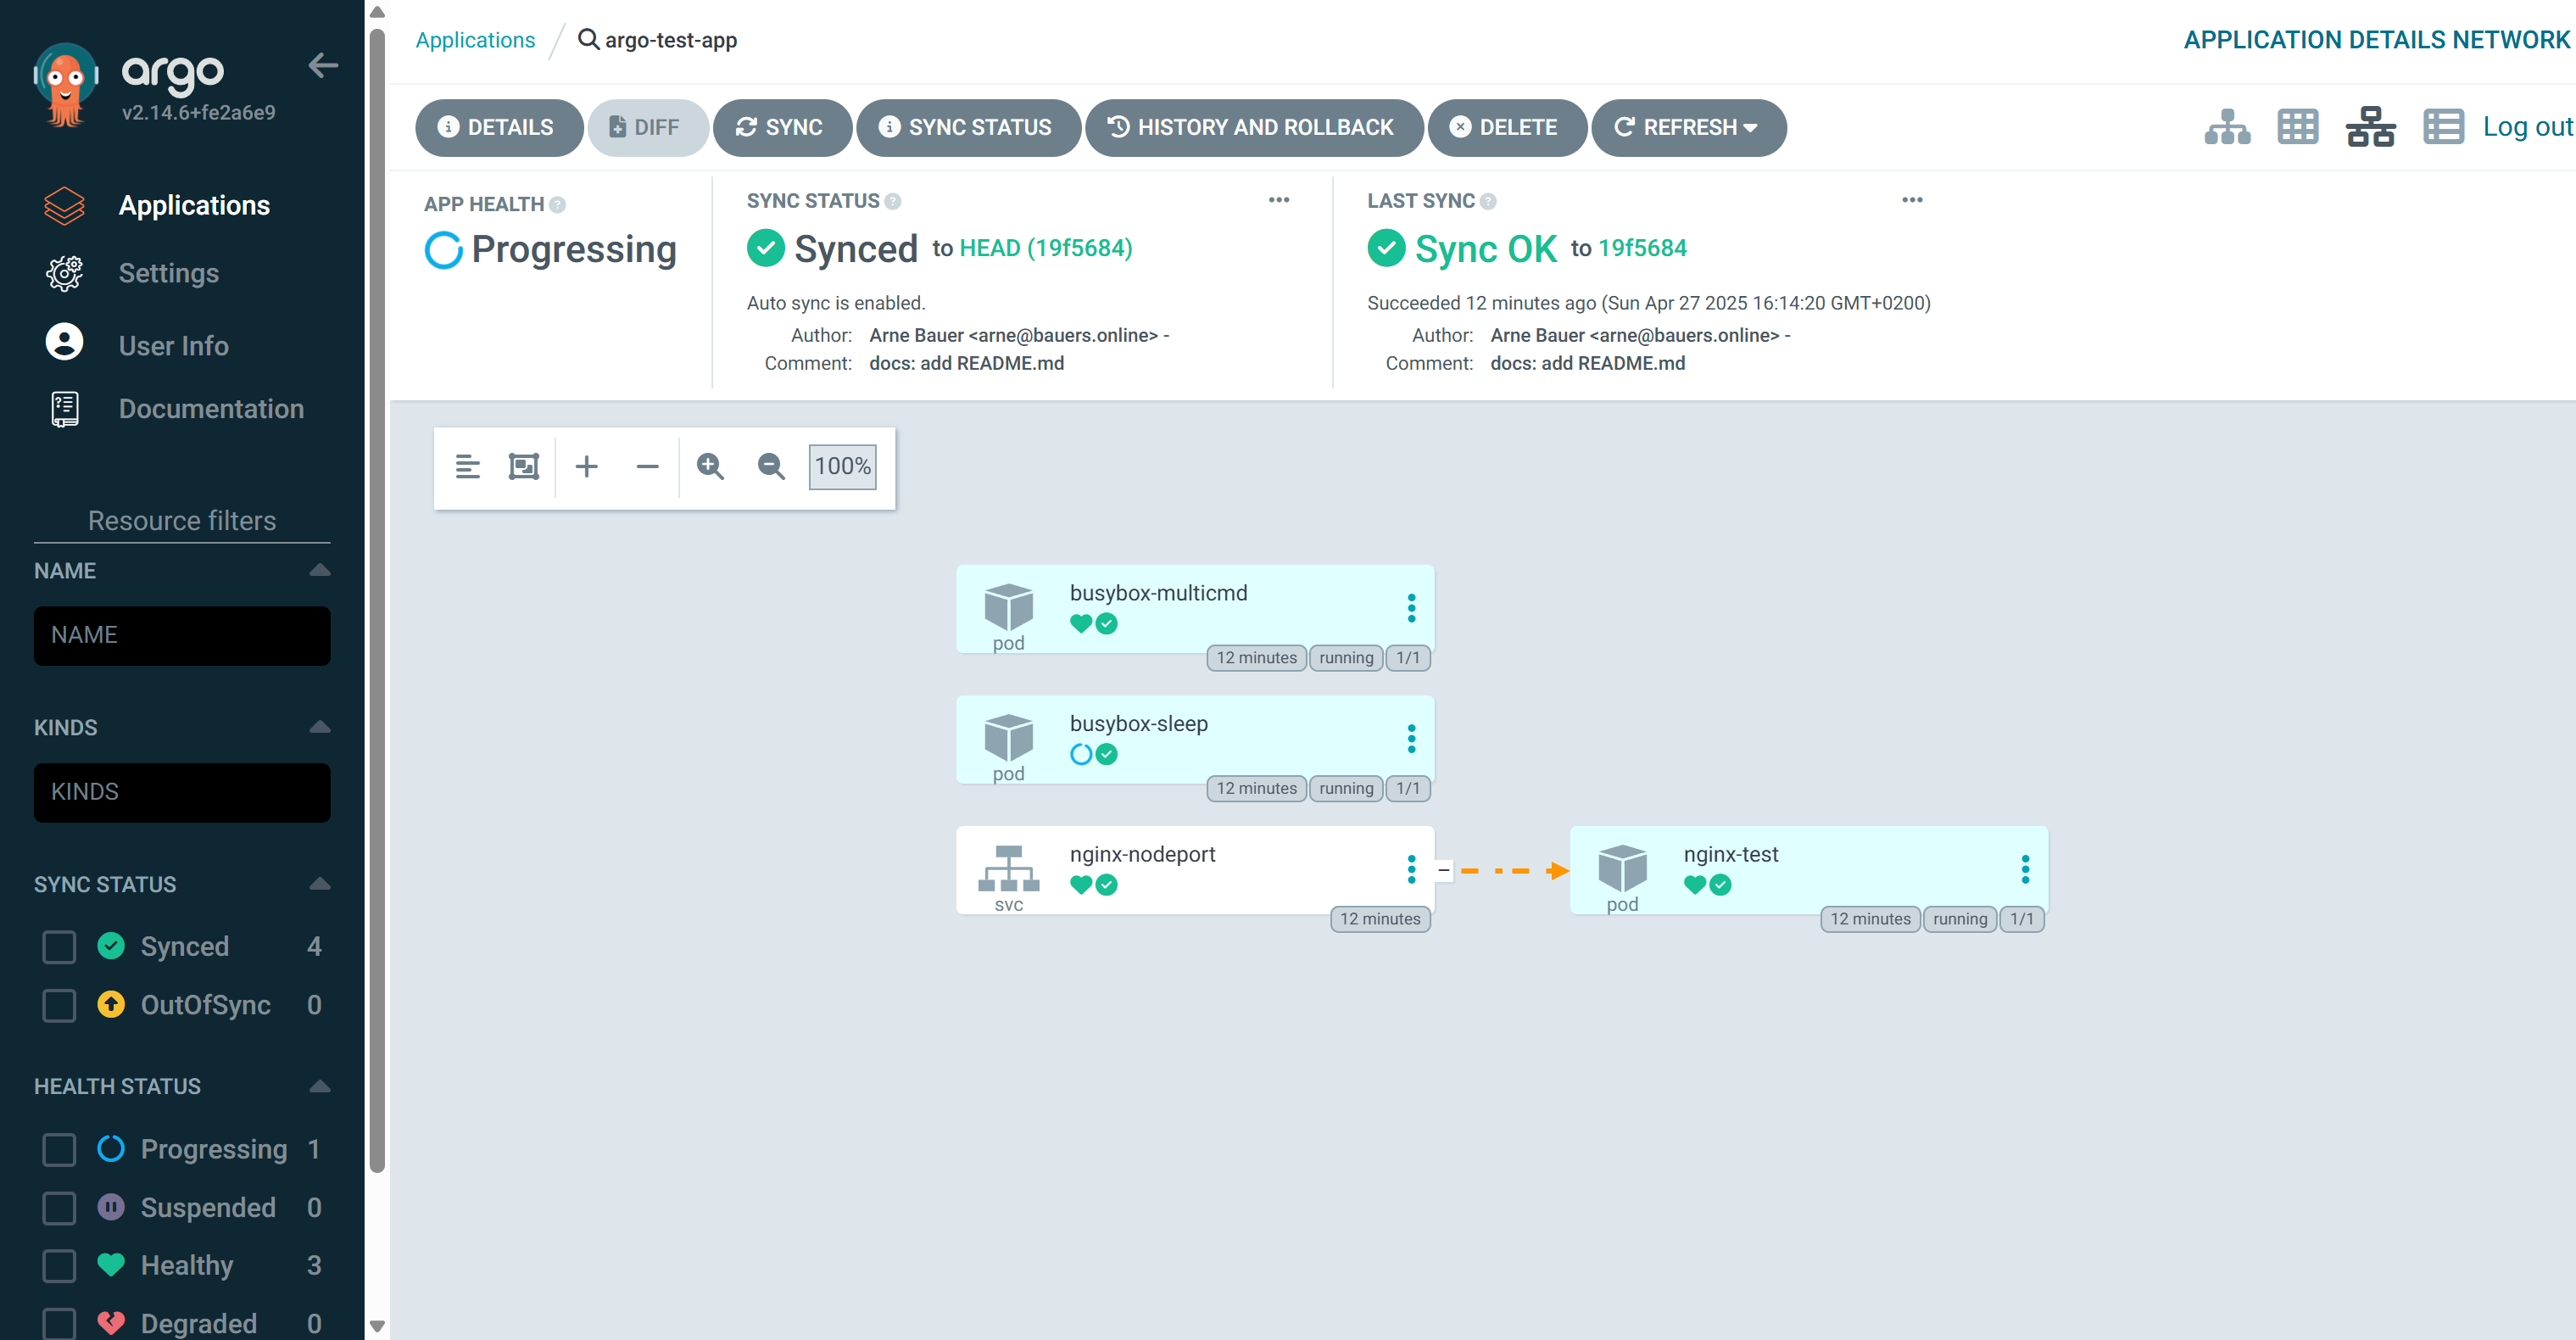 argo
v2.14.6+fe2a6e9
Applications
Settings
User Info
Documentation
Resource filters
NAME
NAME
KINDS
KINDS
SYNC STATUS
Synced 4
OutOfSync 0
HEALTH STATUS
Progressing 1
Suspended 0
Healthy 3
Degraded 0
Applications / argo-test-app
APPLICATION DETAILS NETWORK
DETAILS DIFF SYNC SYNC STATUS HISTORY AND ROLLBACK DELETE REFRESH
Log out
APP HEALTH
Progressing
SYNC STATUS
Synced to HEAD (19f5684)
Auto sync is enabled.
Author: Arne Bauer <arne@bauers.online> -
Comment: docs: add README.md
LAST SYNC
Sync OK to 19f5684
Succeeded 12 minutes ago (Sun Apr 27 2025 16:14:20 GMT+0200)
Author: Arne Bauer <arne@bauers.online> -
Comment: docs: add README.md
100%
busybox-multicmd
pod
12 minutes running 1/1
busybox-sleep
pod
12 minutes running 1/1
nginx-nodeport
svc
12 minutes
nginx-test
pod
12 minutes running 1/1